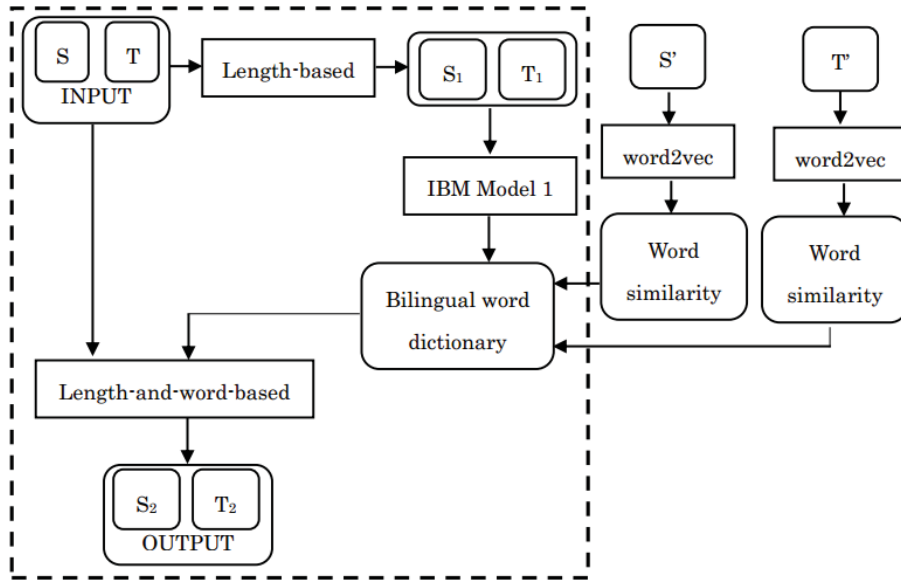 S
T
INPUT
Length-based
S₁
T₁
S’
T’
word2vec
word2vec
IBM Model 1
Word
similarity
Word
similarity
Bilingual word
dictionary
Length-and-word-based
S₂
T₂
OUTPUT